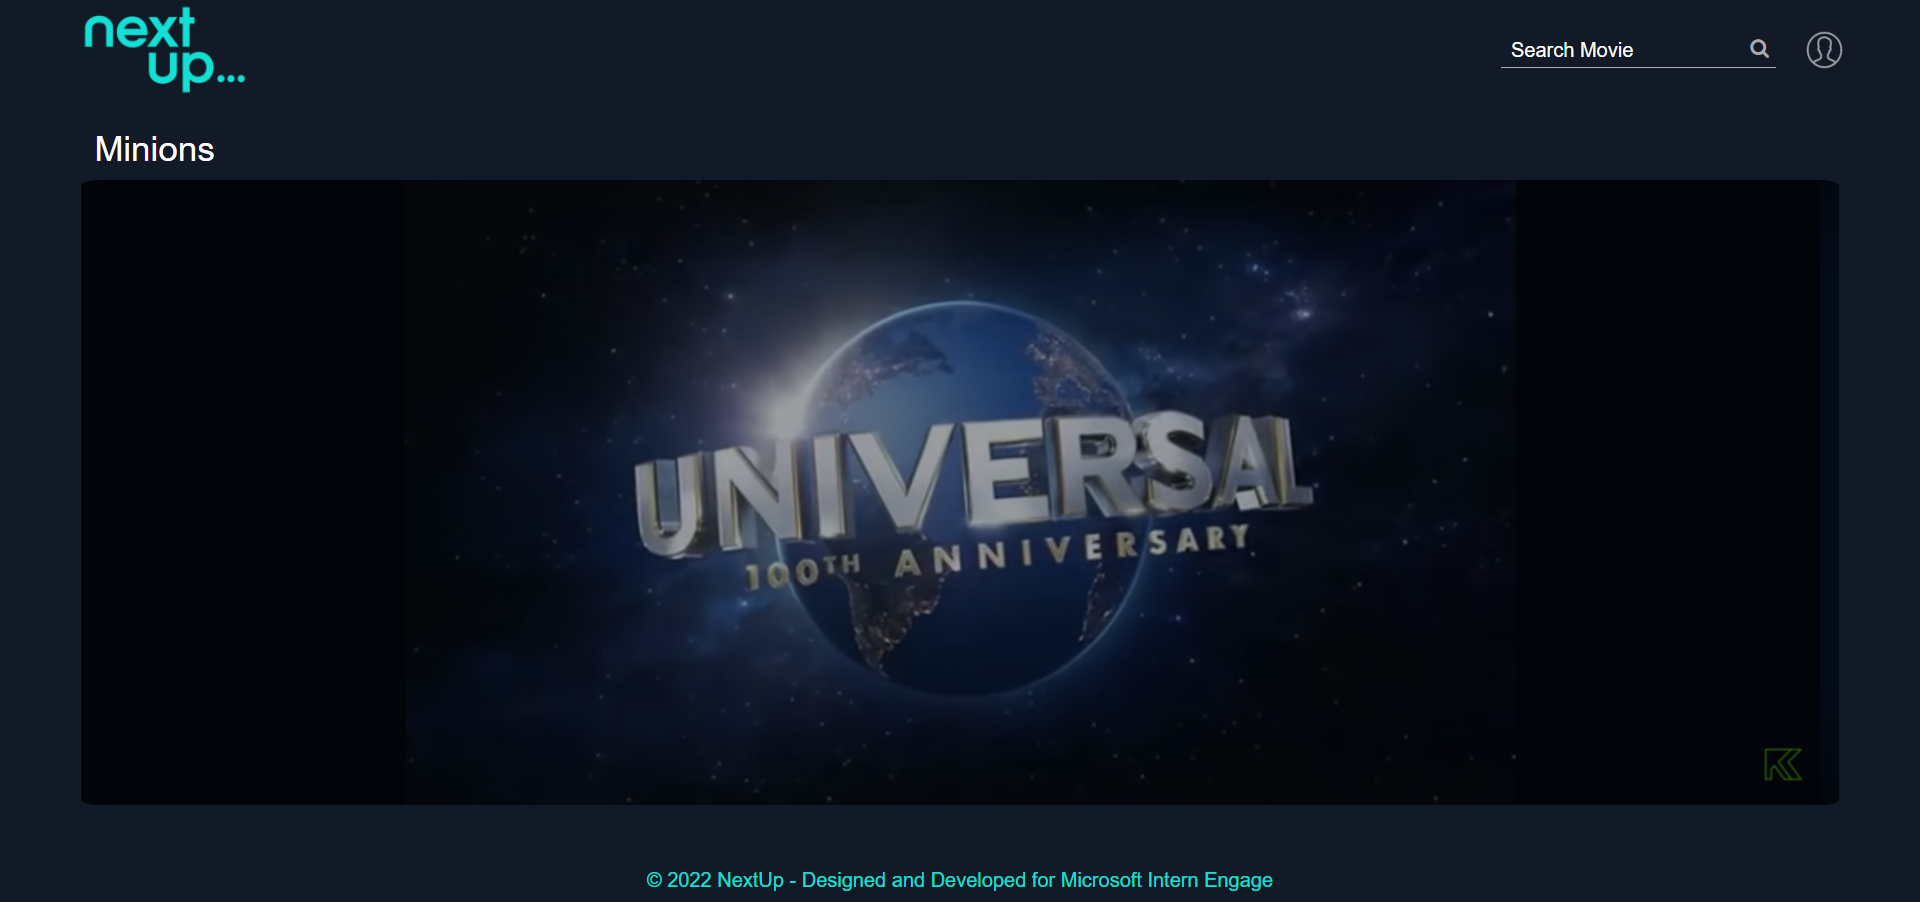 next
up...
Search Movie
Minions
UNIVERSAL
100TH ANNIVERSARY
© 2022 NextUp - Designed and Developed for Microsoft Intern Engage